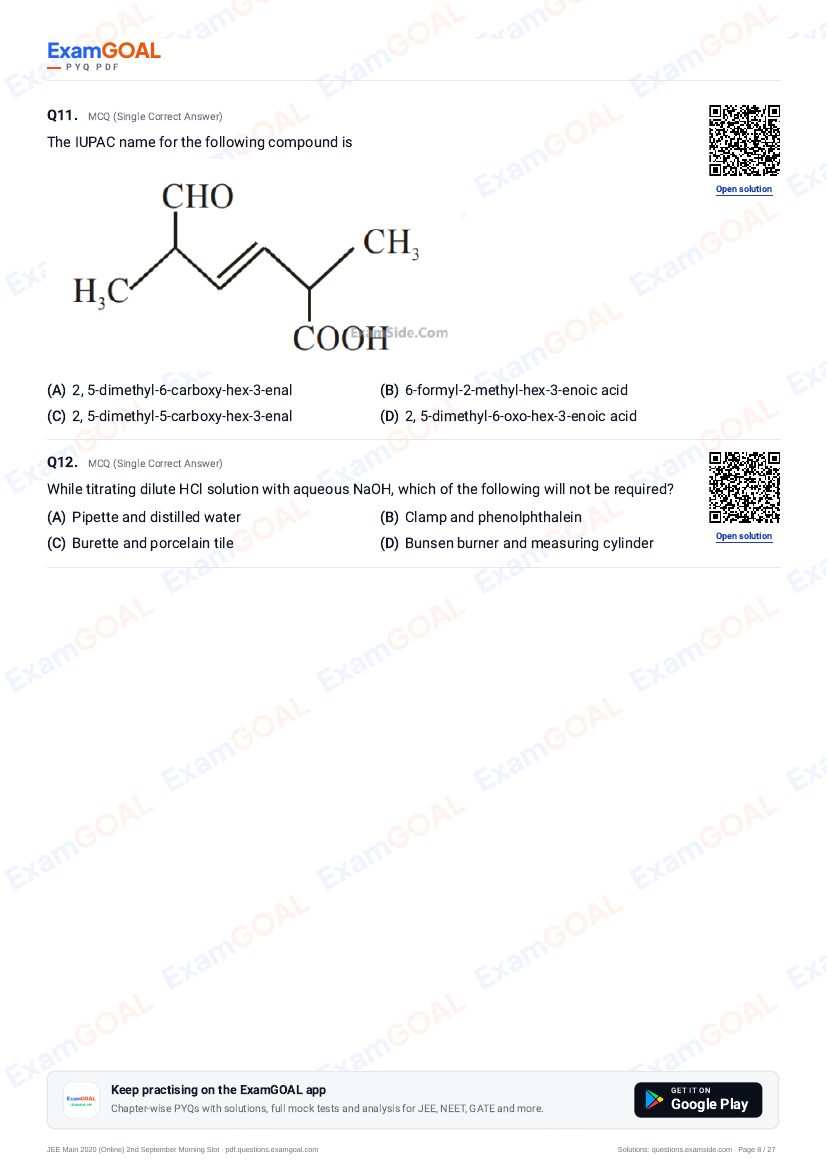 ExamGOAL
PYQ PDF
Q11. MCQ (Single Correct Answer)
The IUPAC name for the following compound is
Open solution
CHO
CH3
H3C
COOH
ExamSide.Com
(A) 2, 5-dimethyl-6-carboxy-hex-3-enal
(B) 6-formyl-2-methyl-hex-3-enoic acid
(C) 2, 5-dimethyl-5-carboxy-hex-3-enal
(D) 2, 5-dimethyl-6-oxo-hex-3-enoic acid
Q12. MCQ (Single Correct Answer)
While titrating dilute HCl solution with aqueous NaOH, which of the following will not be required?
(A) Pipette and distilled water
(B) Clamp and phenolphthalein
(C) Burette and porcelain tile
(D) Bunsen burner and measuring cylinder
Open solution
ExamGOAL
Keep practising on the ExamGOAL app
Chapter-wise PYQs with solutions, full mock tests and analysis for JEE, NEET, GATE and more.
GET IT ON
Google Play
JEE Main 2020 (Online) 2nd September Morning Slot · pdf.questions.examgoal.com
Solutions: questions.examside.com · Page 8 / 27